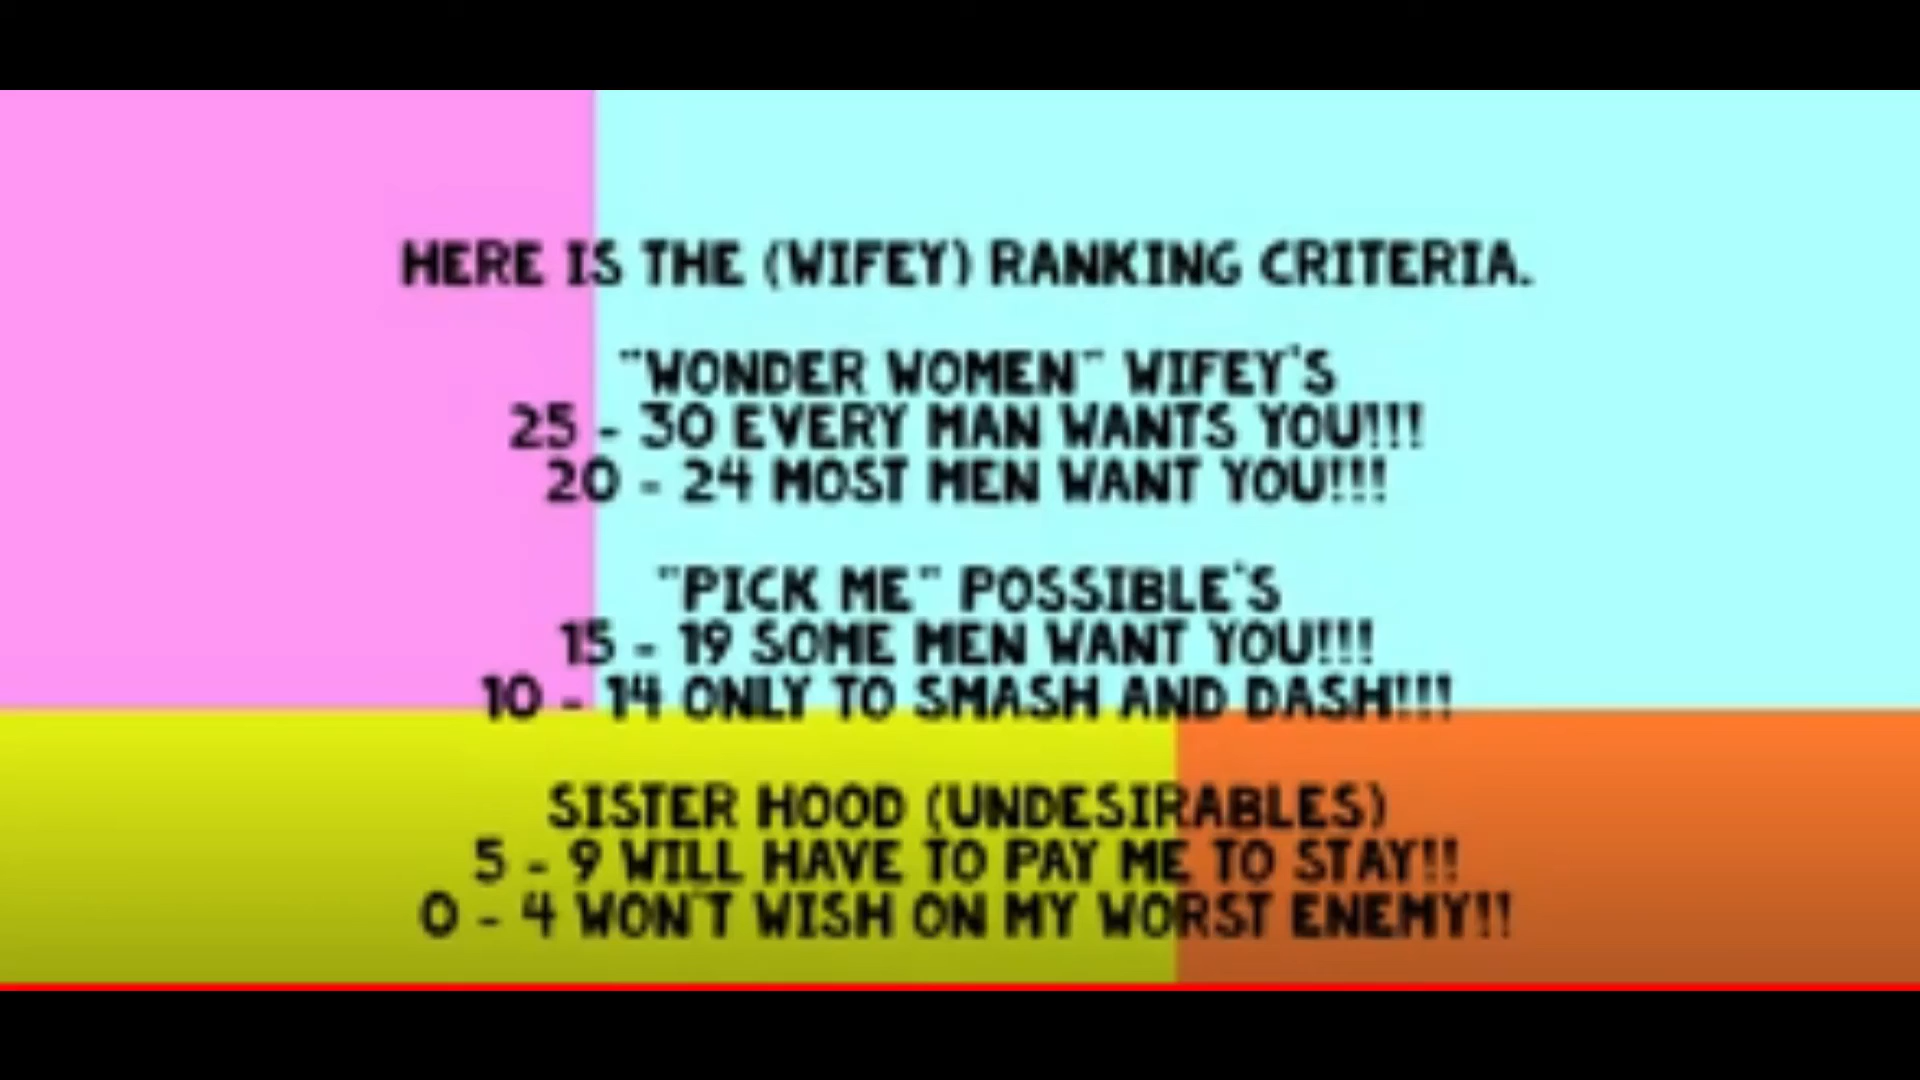 HERE IS THE (WIFEY) RANKING CRITERIA.
"WONDER WOMEN" WIFEY'S
25 - 30 EVERY MAN WANTS YOU!!!
20 - 24 MOST MEN WANT YOU!!!
"PICK ME" POSSIBLE'S
15 - 19 SOME MEN WANT YOU!!!
10 - 14 ONLY TO SMASH AND DASH!!!
SISTER HOOD (UNDESIRABLES)
5 - 9 WILL HAVE TO PAY ME TO STAY!!
0 - 4 WON'T WISH ON MY WORST ENEMY!!